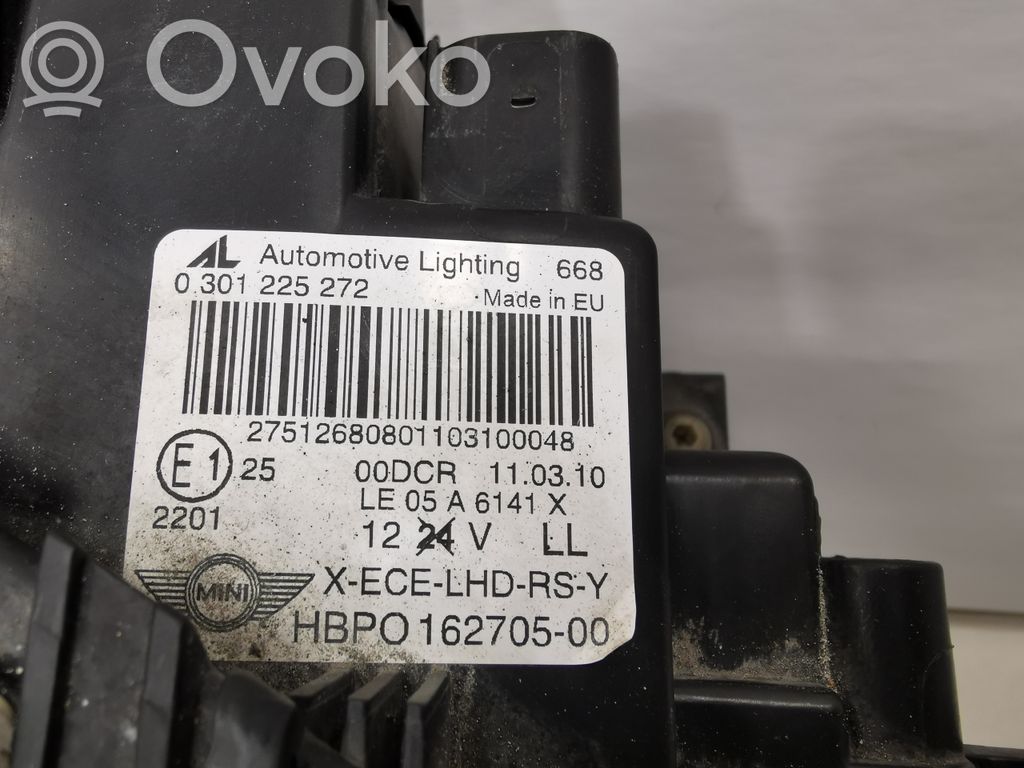 Ovoko
AL Automotive Lighting 668
0 301 225 272
Made in EU
27512680801103100048
E1 25 00DCR 11.03.10
LE 05 A 6141 X
2201
12 24 V LL
MINI X-ECE-LHD-RS-Y
HBPO 162705-00